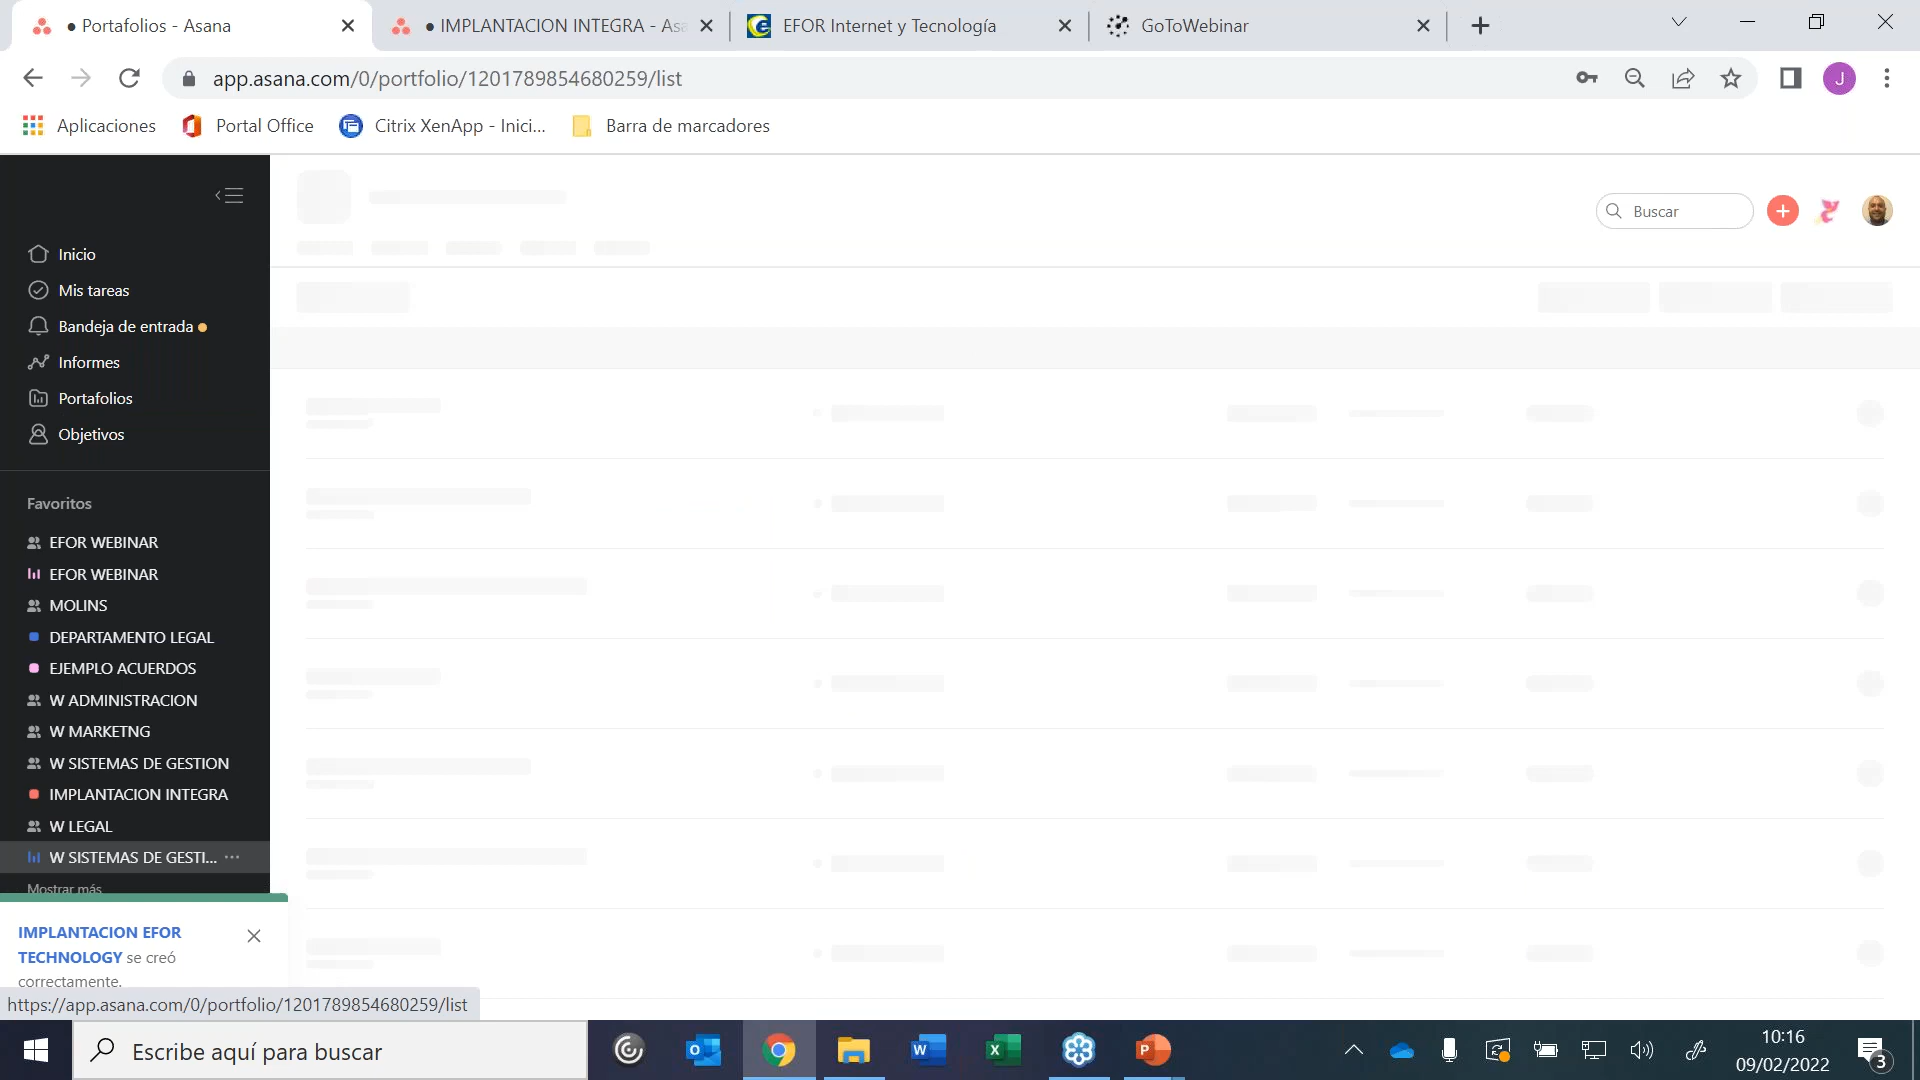 ● Portafolios - Asana
● IMPLANTACION INTEGRA - Asa
EFOR Internet y Tecnología
GoToWebinar
app.asana.com/0/portfolio/1201789854680259/list
J
Aplicaciones
Portal Office
Citrix XenApp - Inici...
Barra de marcadores
Buscar
Inicio
Mis tareas
Bandeja de entrada
Informes
Portafolios
Objetivos
Favoritos
EFOR WEBINAR
EFOR WEBINAR
MOLINS
DEPARTAMENTO LEGAL
EJEMPLO ACUERDOS
W ADMINISTRACION
W MARKETNG
W SISTEMAS DE GESTION
IMPLANTACION INTEGRA
W LEGAL
W SISTEMAS DE GESTI... ...
Mostrar más
IMPLANTACION EFOR
TECHNOLOGY se creó
correctamente.
https://app.asana.com/0/portfolio/1201789854680259/list
Escribe aquí para buscar
10:16
09/02/2022
3